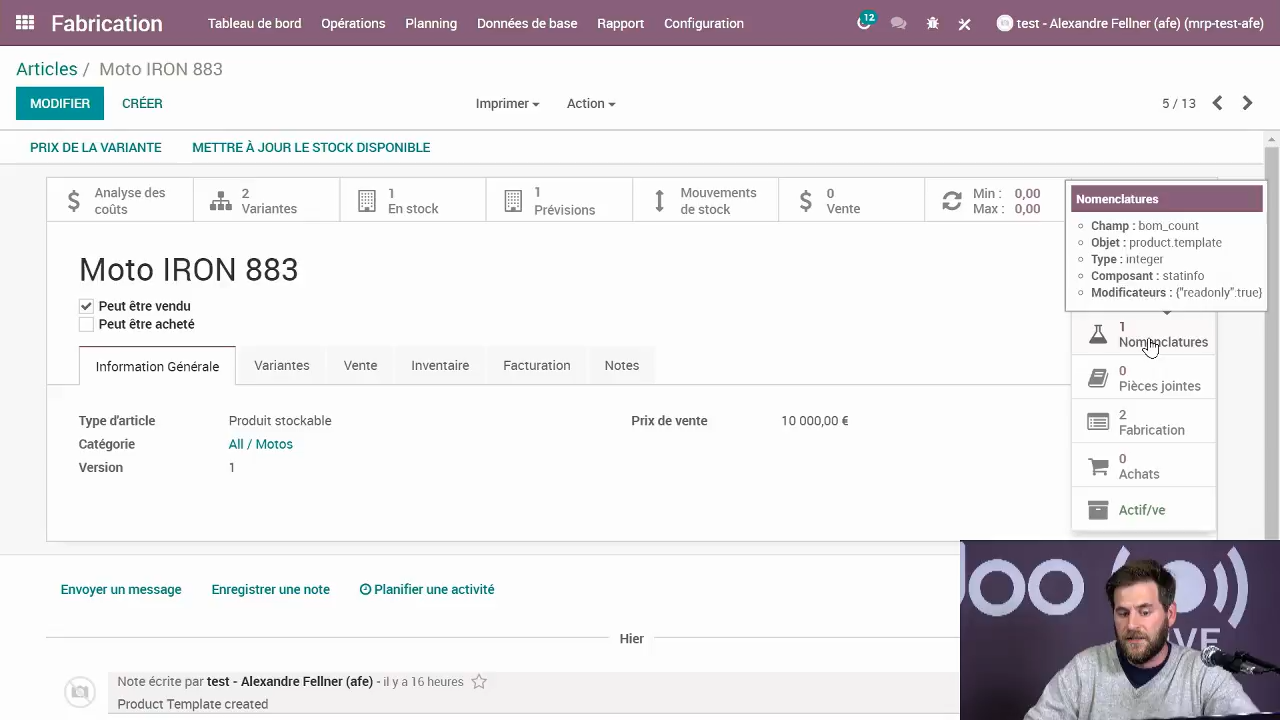 Fabrication
Tableau de bord
Opérations
Planning
Données de base
Rapport
Configuration
12
test - Alexandre Fellner (afe) (mrp-test-afe)
Articles / Moto IRON 883
MODIFIER
CRÉER
Imprimer
Action
5 / 13
PRIX DE LA VARIANTE
METTRE À JOUR LE STOCK DISPONIBLE
Analyse des
coûts
2
Variantes
1
En stock
1
Prévisions
Mouvements
de stock
0
Vente
Min : 0,00
Max : 0,00
Nomenclatures
Champ : bom_count
Objet : product.template
Type : integer
Composant : statinfo
Modificateurs : {"readonly":true}
Moto IRON 883
Peut être vendu
Peut être acheté
1
Nomenclatures
0
Pièces jointes
2
Fabrication
0
Achats
Actif/ve
Information Générale
Variantes
Vente
Inventaire
Facturation
Notes
Type d'article Produit stockable
Prix de vente 10 000,00 €
Catégorie All / Motos
Version 1
Envoyer un message
Enregistrer une note
Planifier une activité
Hier
Note écrite par test - Alexandre Fellner (afe) - il y a 16 heures
Product Template created